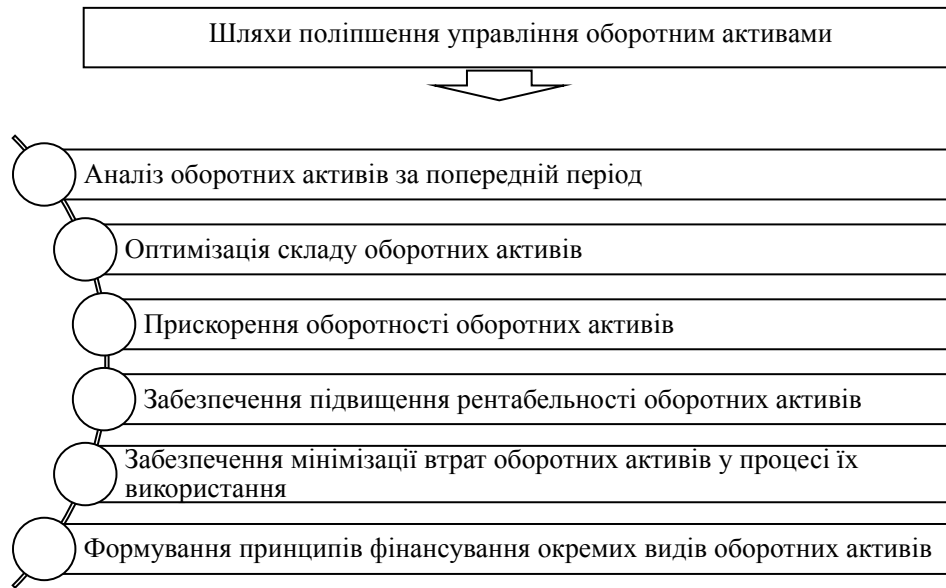 Шляхи поліпшення управління оборотним активами
Аналіз оборотних активів за попередній період
Оптимізація складу оборотних активів
Прискорення оборотності оборотних активів
Забезпечення підвищення рентабельності оборотних активів
Забезпечення мінімізації втрат оборотних активів у процесі їх
використання
Формування принципів фінансування окремих видів оборотних активів